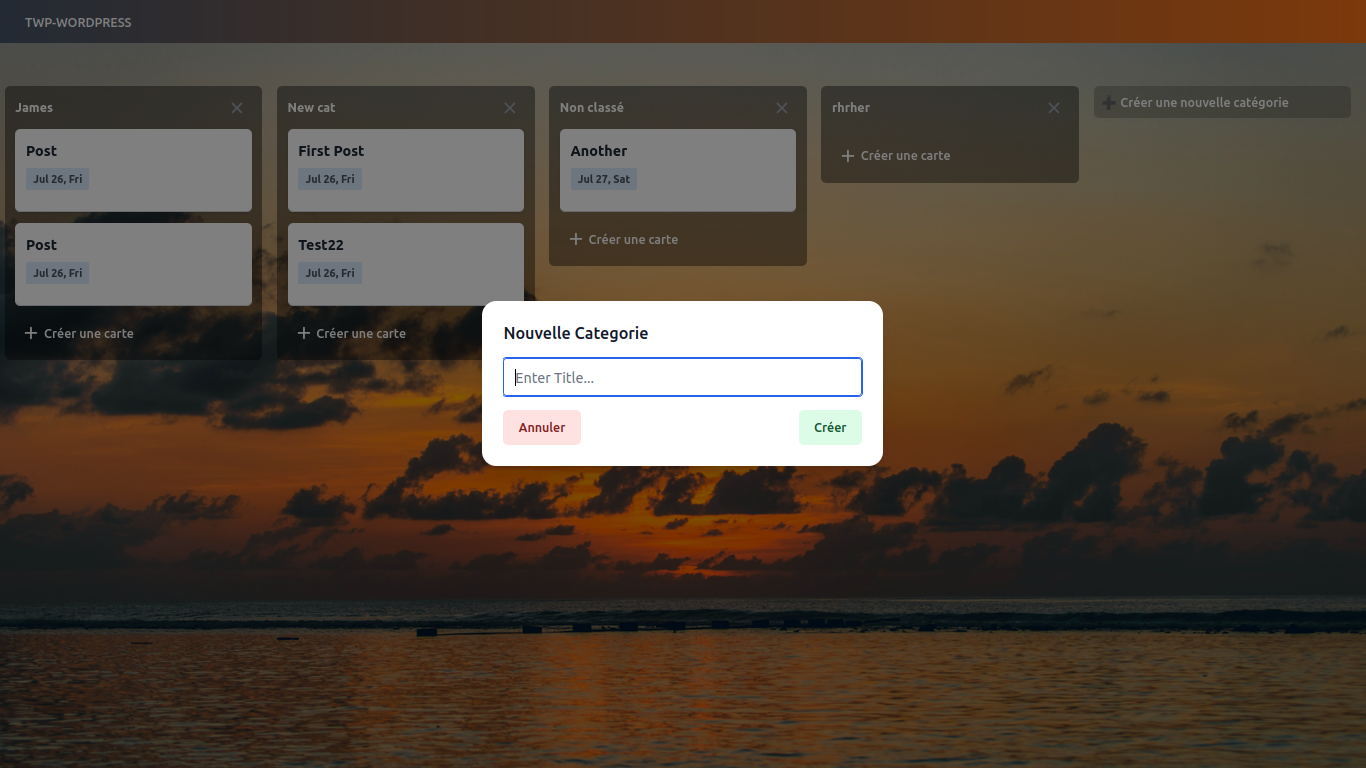 TWP-WORDPRESS
James
Post
Jul 26, Fri
Post
Jul 26, Fri
Créer une carte
New cat
First Post
Jul 26, Fri
Test22
Jul 26, Fri
Créer une carte
Non classé
Another
Jul 27, Sat
Créer une carte
rhrher
Créer une carte
Créer une nouvelle catégorie
Nouvelle Categorie
Enter Title...
Annuler
Créer